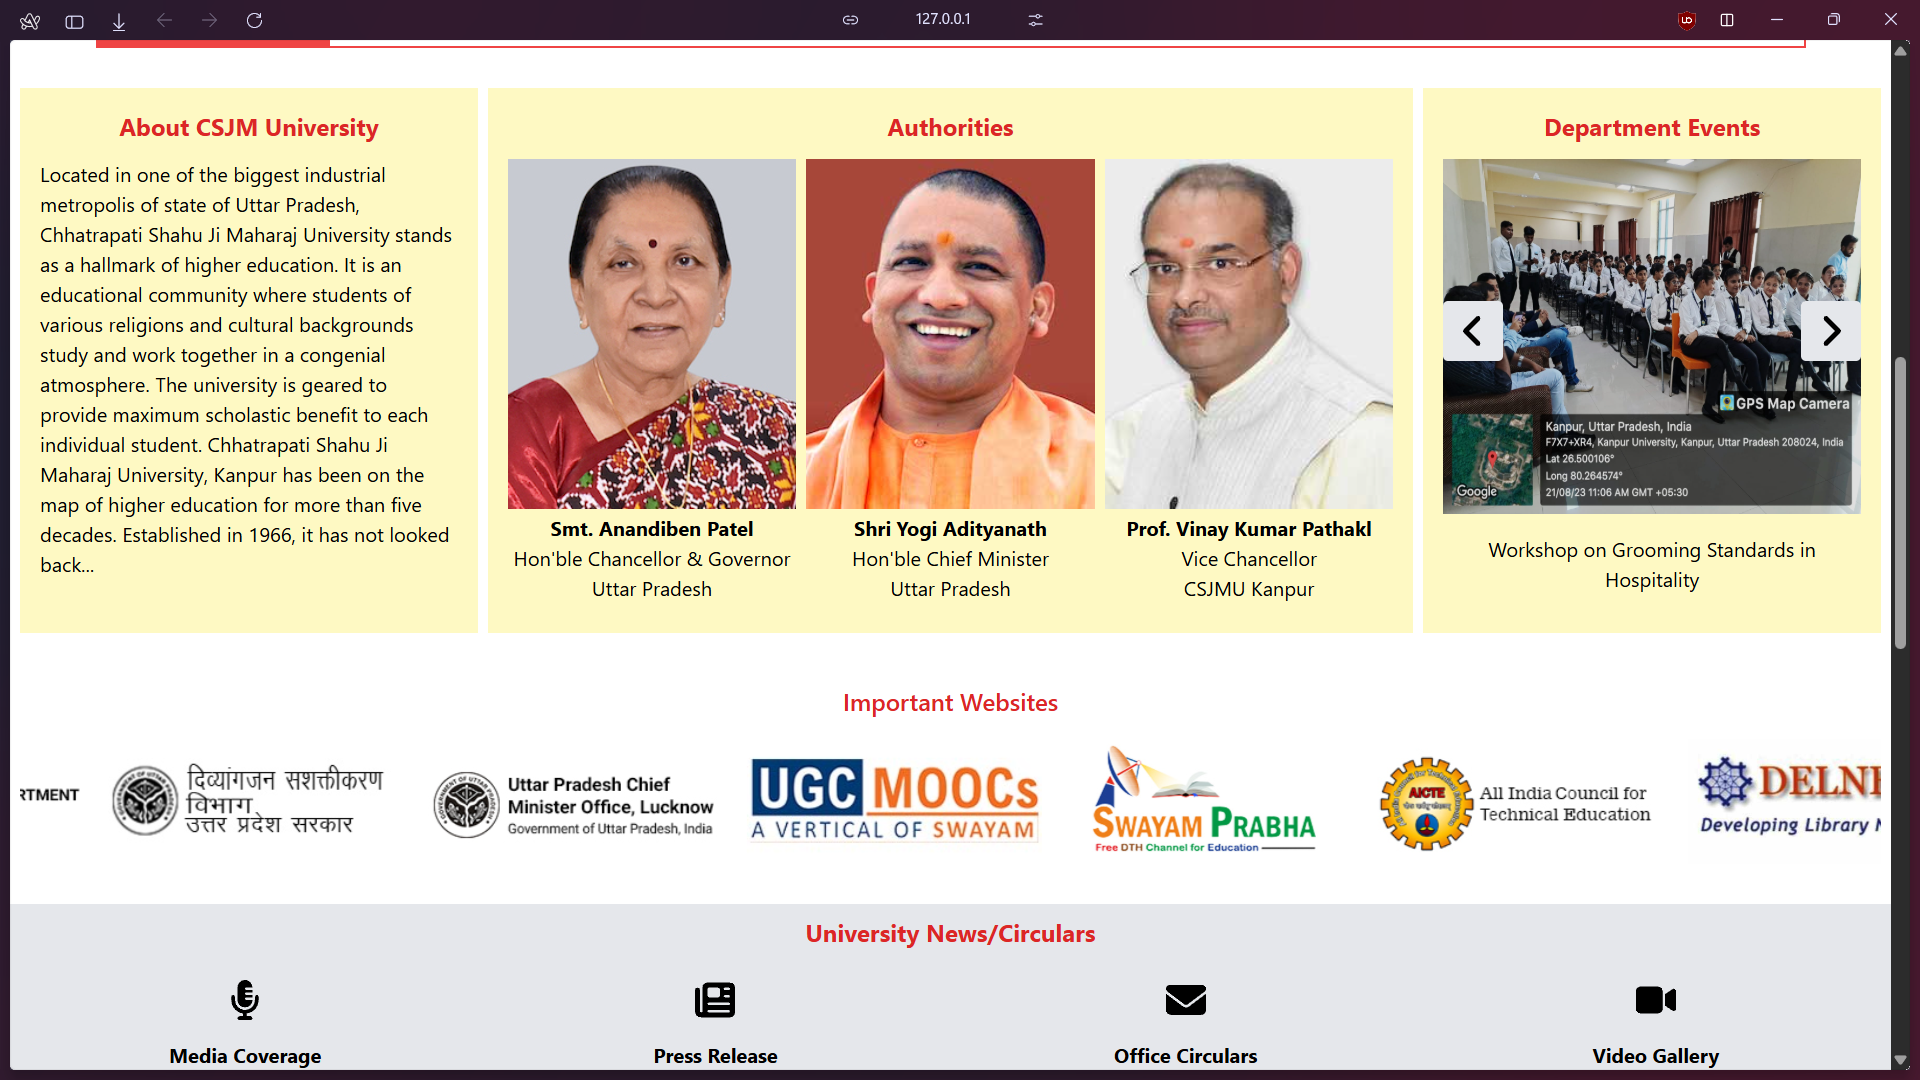 127.0.0.1
About CSJM University
Located in one of the biggest industrial
metropolis of state of Uttar Pradesh,
Chhatrapati Shahu Ji Maharaj University stands
as a hallmark of higher education. It is an
educational community where students of
various religions and cultural backgrounds
study and work together in a congenial
atmosphere. The university is geared to
provide maximum scholastic benefit to each
individual student. Chhatrapati Shahu Ji
Maharaj University, Kanpur has been on the
map of higher education for more than five
decades. Established in 1966, it has not looked
back...
Authorities
Smt. Anandiben Patel
Hon'ble Chancellor & Governor
Uttar Pradesh
Shri Yogi Adityanath
Hon'ble Chief Minister
Uttar Pradesh
Prof. Vinay Kumar Pathakl
Vice Chancellor
CSJMU Kanpur
Department Events
GPS Map Camera
Kanpur, Uttar Pradesh, India
F7X7+XR4, Kanpur University, Kanpur, Uttar Pradesh 208024, India
Lat 26.500106°
Long 80.264574°
21/08/23 11:06 AM GMT +05:30
Google
Workshop on Grooming Standards in
Hospitality
Important Websites
RTMENT
दिव्यांगजन सशक्तीकरण
विभाग,
उत्तर प्रदेश सरकार
Uttar Pradesh Chief
Minister Office, Lucknow
Government of Uttar Pradesh, India
UGC MOOCs
A VERTICAL OF SWAYAM
SWAYAM PRABHA
Free DTH Channel for Education
AICTE
All India Council for
Technical Education
DELN
Developing Library N
University News/Circulars
Media Coverage
Press Release
Office Circulars
Video Gallery